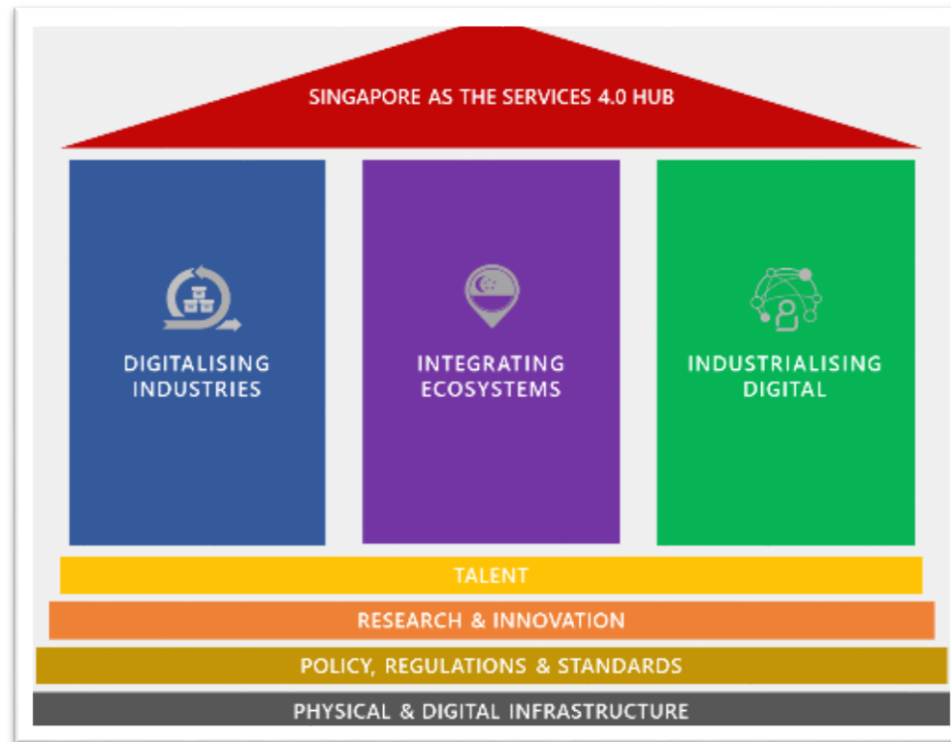 SINGAPORE AS THE SERVICES 4.0 HUB
DIGITALISING
INDUSTRIES
INTEGRATING
ECOSYSTEMS
INDUSTRIALISING
DIGITAL
TALENT
RESEARCH & INNOVATION
POLICY, REGULATIONS & STANDARDS
PHYSICAL & DIGITAL INFRASTRUCTURE